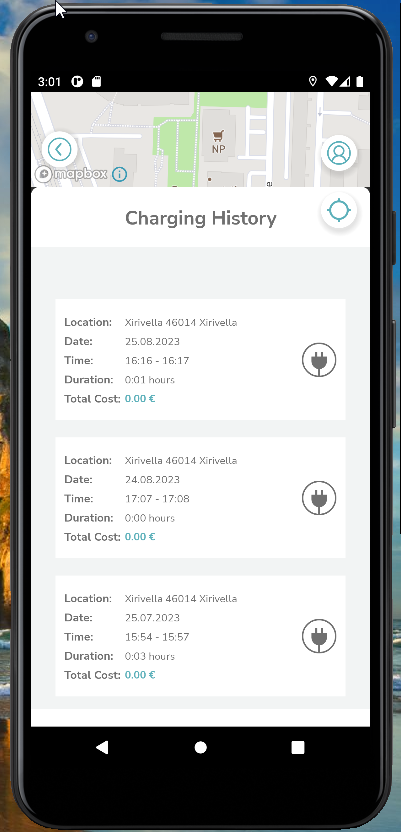 3:01
NP
mapbox
Charging History
Location: Xirivella 46014 Xirivella
Date: 25.08.2023
Time: 16:16 - 16:17
Duration: 0:01 hours
Total Cost: 0.00 €
Location: Xirivella 46014 Xirivella
Date: 24.08.2023
Time: 17:07 - 17:08
Duration: 0:00 hours
Total Cost: 0.00 €
Location: Xirivella 46014 Xirivella
Date: 25.07.2023
Time: 15:54 - 15:57
Duration: 0:03 hours
Total Cost: 0.00 €